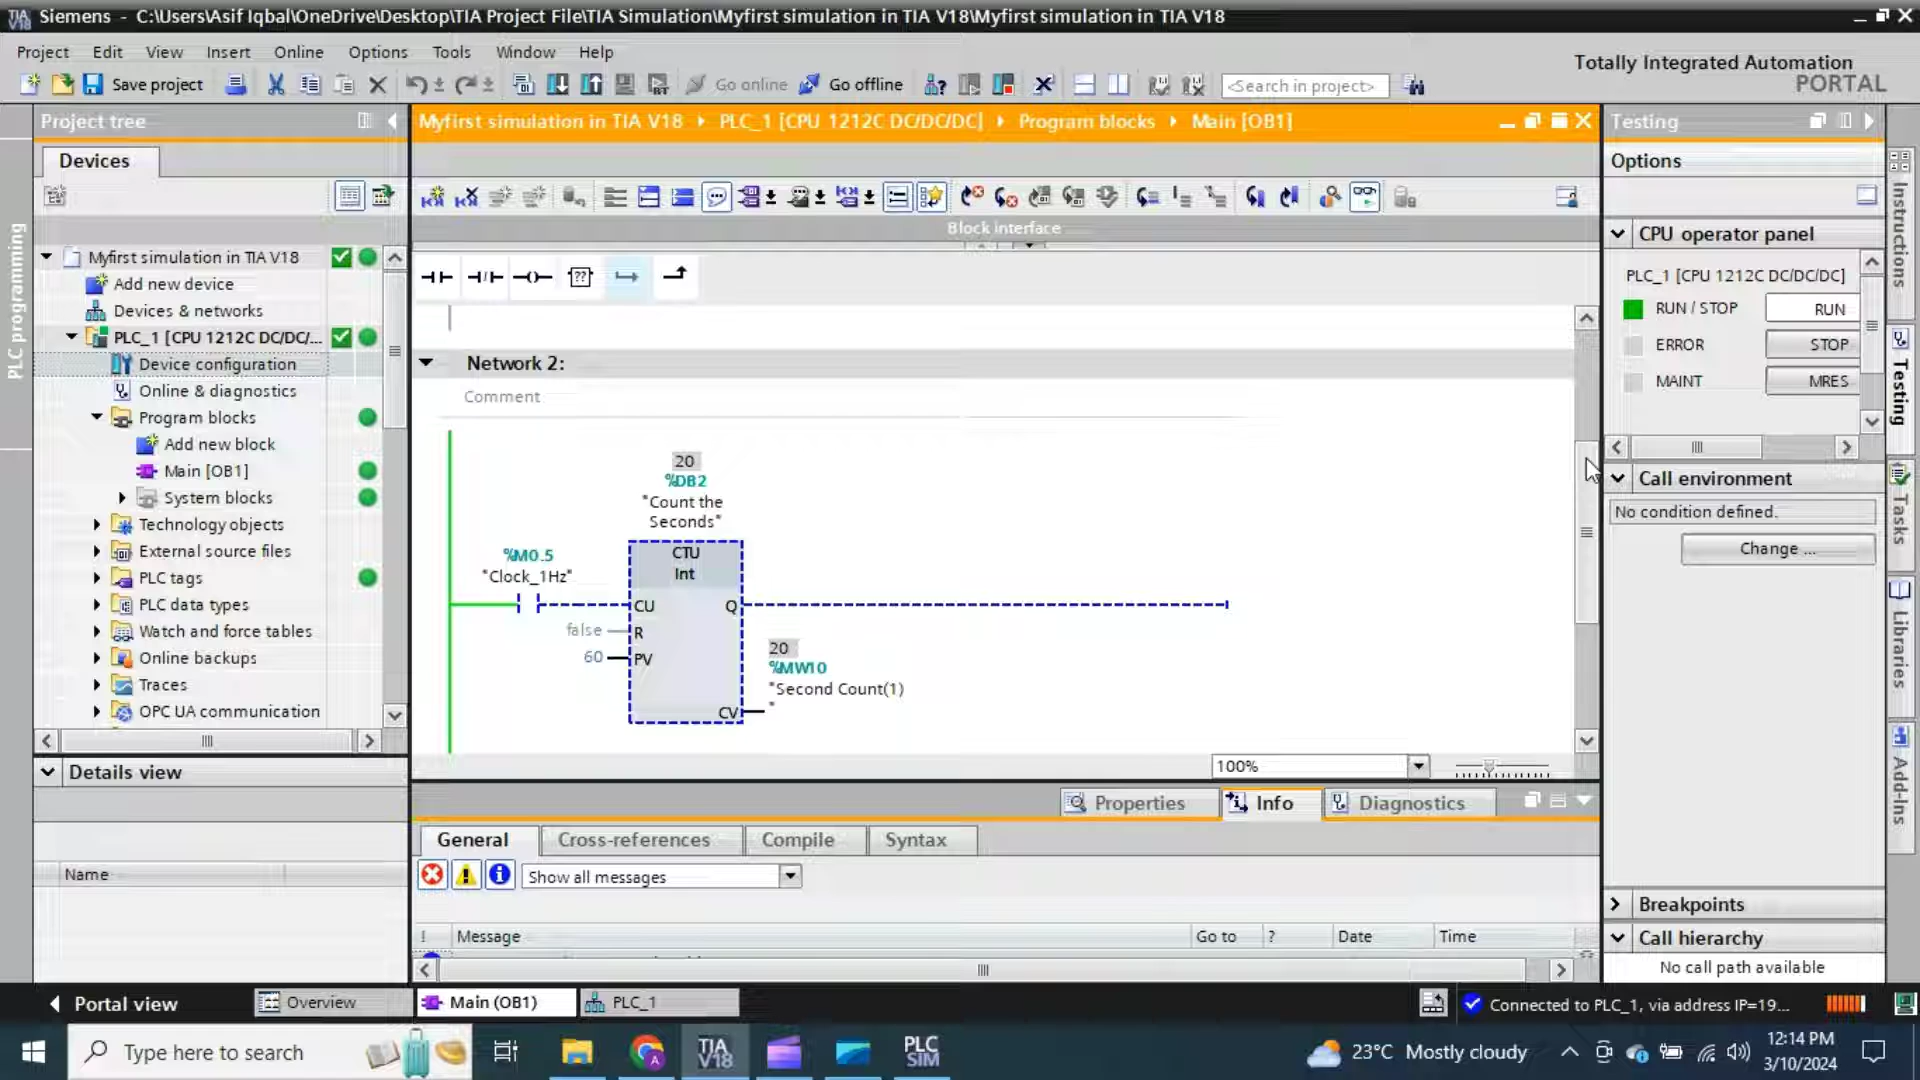 Siemens - C:\Users\Asif Iqbal\OneDrive\Desktop\TIA Project File\TIA Simulation\Myfirst simulation in TIA V18\Myfirst simulation in TIA V18
Project Edit View Insert Online Options Tools Window Help
Totally Integrated Automation
PORTAL
Save project
Go online
Go offline
<Search in project>
Project tree
Myfirst simulation in TIA V18 ▸ PLC_1 [CPU 1212C DC/DC/DC] ▸ Program blocks ▸ Main [OB1]
Testing
Devices
Options
PLC programming
Block interface
CPU operator panel
Myfirst simulation in TIA V18
Add new device
Devices & networks
PLC_1 [CPU 1212C DC/DC/...
Device configuration
Online & diagnostics
Program blocks
Add new block
Main [OB1]
System blocks
Technology objects
External source files
PLC tags
PLC data types
Watch and force tables
Online backups
Traces
OPC UA communication
Details view
Name
Network 2:
Comment
20
%DB2
"Count the
Seconds"
CTU
Int
%M0.5
"Clock_1Hz"
CU
Q
false
R
60
PV
20
%MW10
"Second Count(1)
"
CV
100%
PLC_1 [CPU 1212C DC/DC/DC]
RUN / STOP
RUN
ERROR
STOP
MAINT
MRES
Call environment
No condition defined.
Change ...
Breakpoints
Call hierarchy
No call path available
Instructions
Testing
Tasks
Libraries
Add-Ins
Properties
Info
Diagnostics
General
Cross-references
Compile
Syntax
Show all messages
! Message Go to ? Date Time
Portal view
Overview
Main (OB1)
PLC_1
Connected to PLC_1, via address IP=19...
Type here to search
TIA
V18
PLC
SIM
23°C Mostly cloudy
12:14 PM
3/10/2024